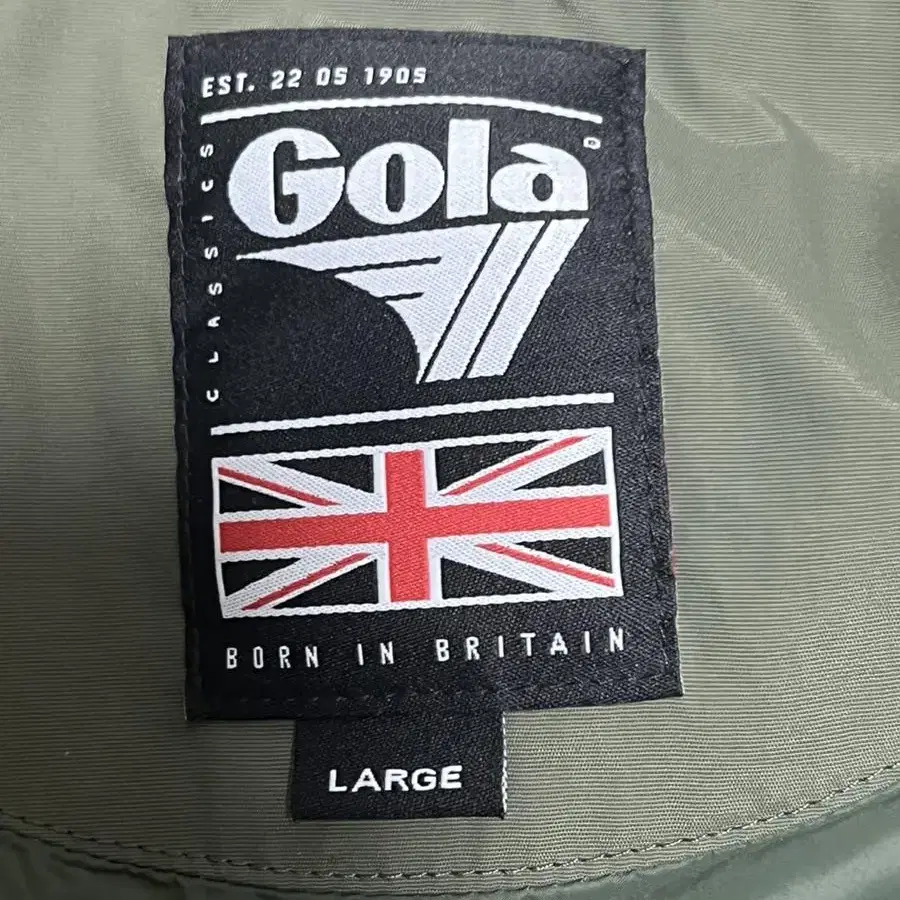 EST. 22 05 1905
CLASSICS
Gola®
BORN IN BRITAIN
LARGE